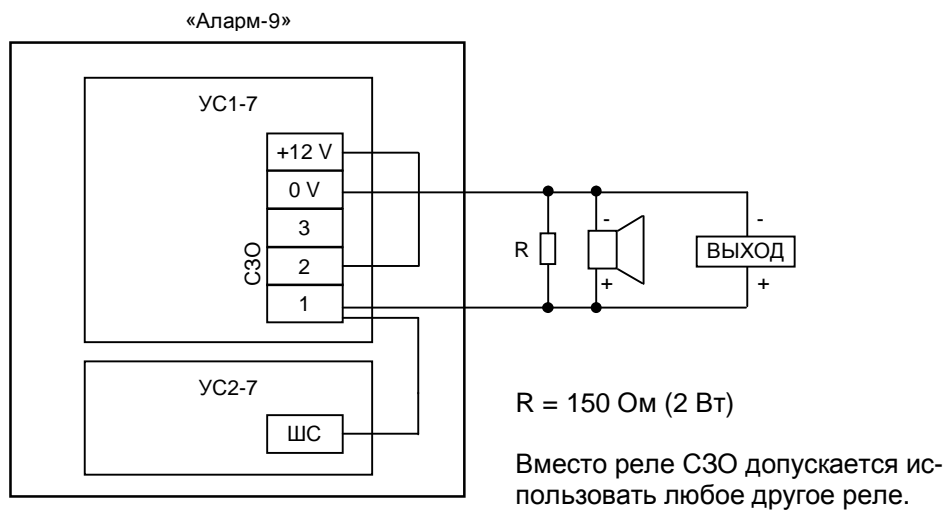 «Аларм-9»
УС1-7
+12 V
0 V
3
2
1
СЗО
R
-
+
-
ВЫХОД
+
УС2-7
ШС
R = 150 Ом (2 Вт)
Вместо реле СЗО допускается ис-
пользовать любое другое реле.